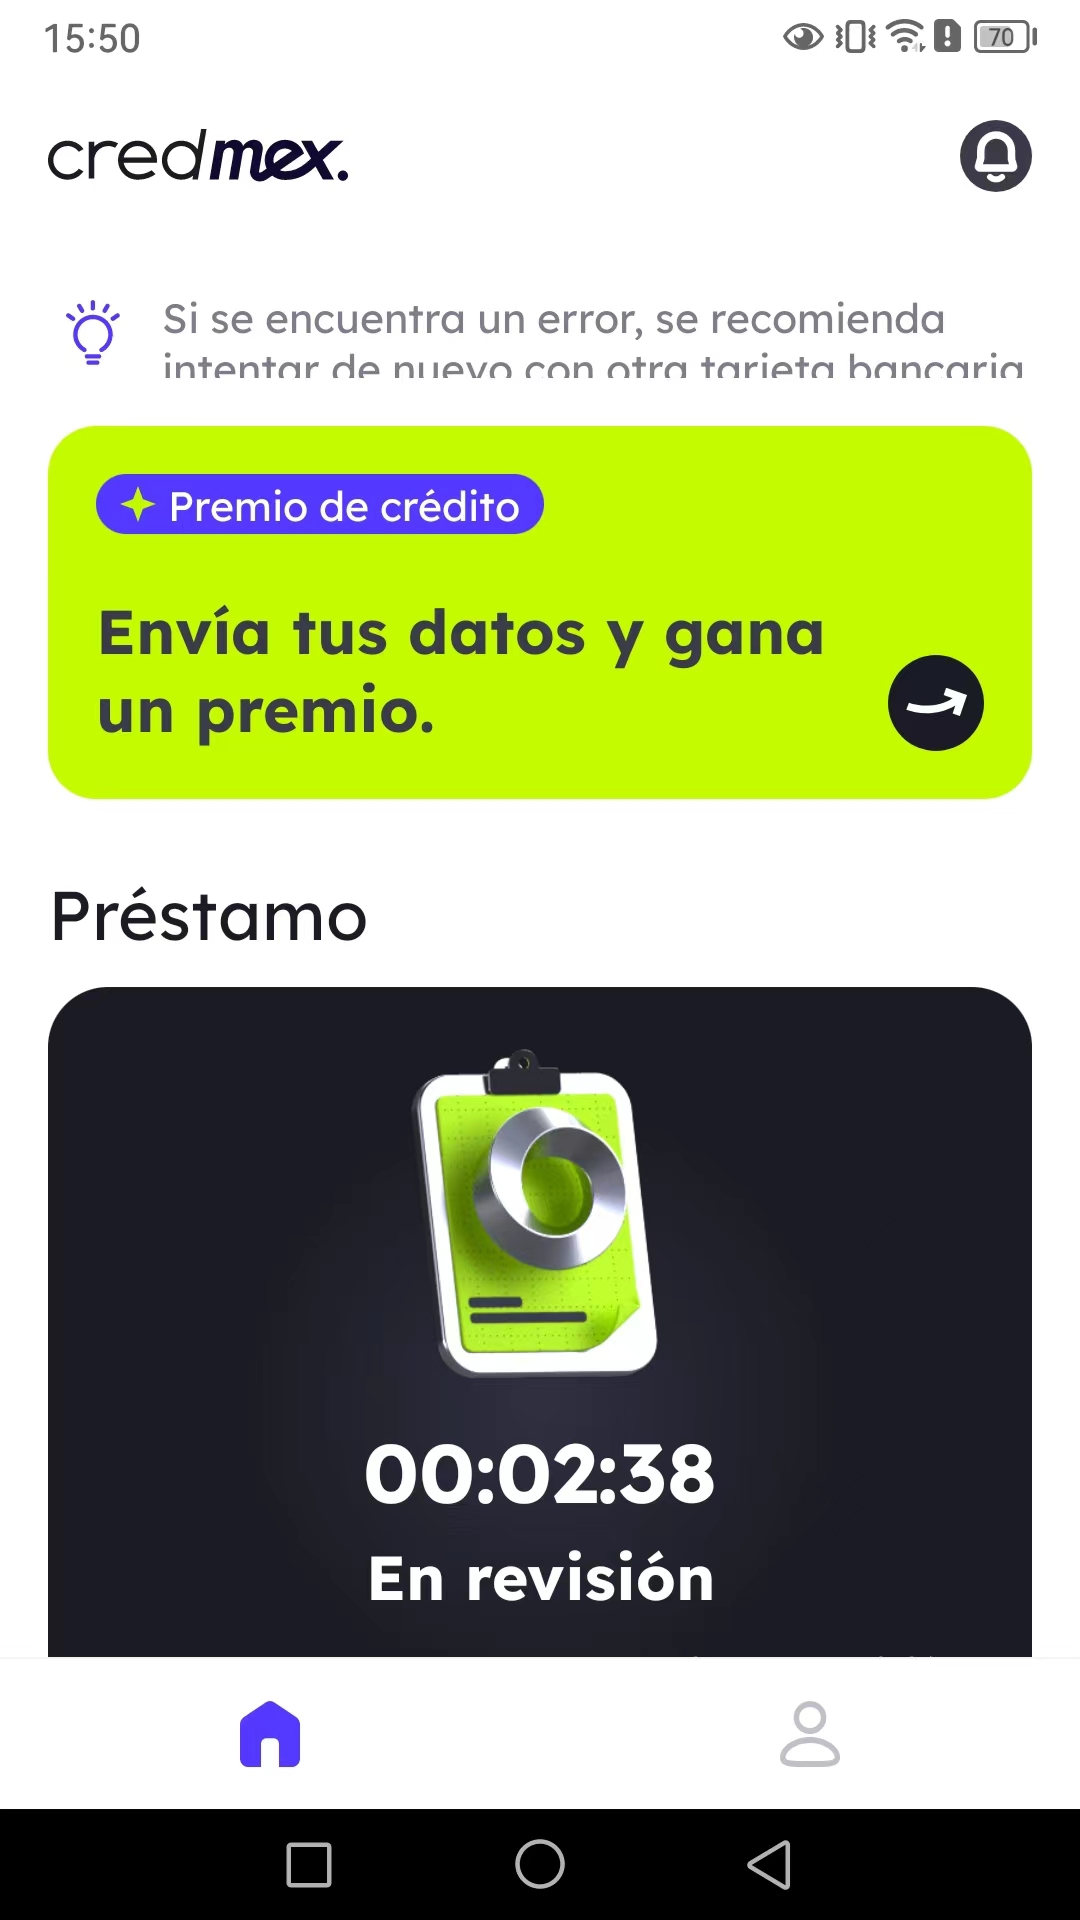 15:50
70
credmex.
Si se encuentra un error, se recomienda
intentar de nuevo con otra tarjeta bancaria
Premio de crédito
Envía tus datos y gana
un premio.
Préstamo
00:02:38
En revisión